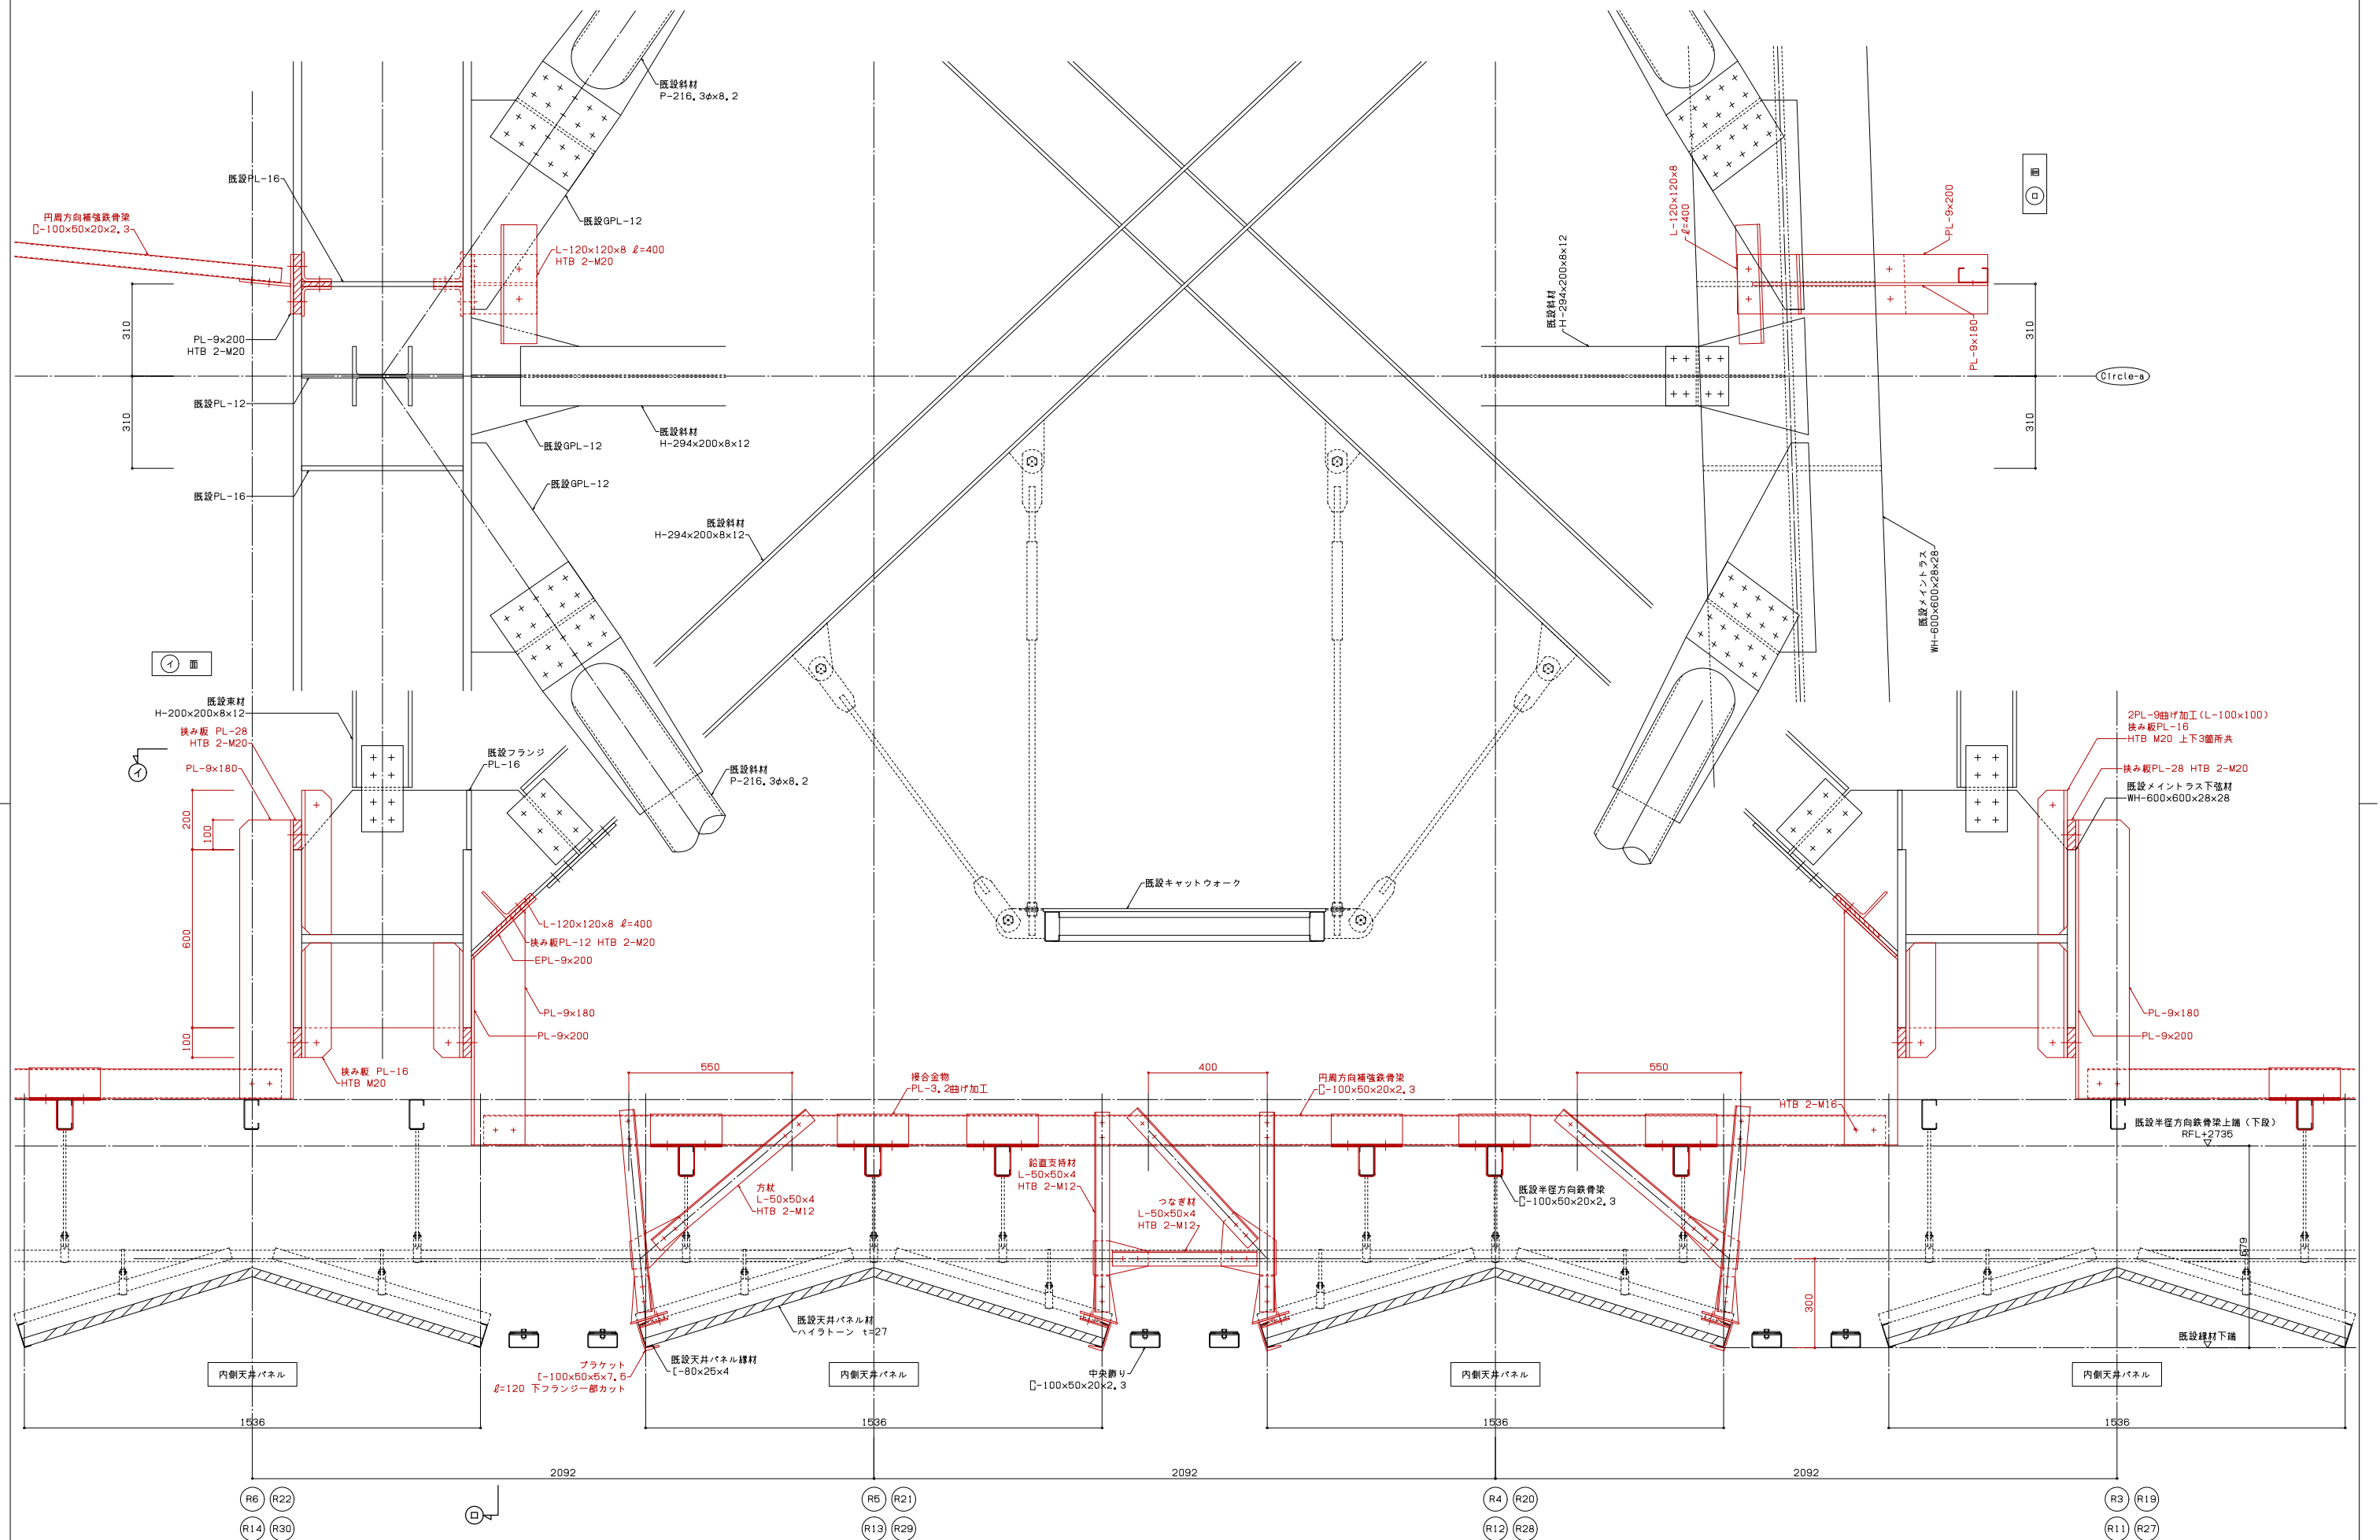 既設斜材
P-216.3φx8.2
既設PL-16
円周方向補強鉄骨梁
[-100x50x20x2.3
既設GPL-12
L-120x120x8 ℓ=400
HTB 2-M20
310
310
PL-9x200
HTB 2-M20
既設PL-12
既設GPL-12
既設斜材
H-294x200x8x12
既設PL-16
既設GPL-12
既設斜材
H-294x200x8x12
L-120x120x8
ℓ=400
PL-9x200
ロ 面
既設斜材
H-294x200x8x12
PL-9x180
310
310
Circle-a
既設メイントラス
WH-600x600x28x28
イ 面
既設束材
H-200x200x8x12
挟み板 PL-28
HTB 2-M20
PL-9x180
イ
既設フランジ
PL-16
既設斜材
P-216.3φx8.2
2PL-9曲げ加工(L-100x100)
挟み板PL-16
HTB M20 上下3箇所共
挟み板PL-28 HTB 2-M20
既設メイントラス下弦材
WH-600x600x28x28
200
100
600
100
既設キャットウォーク
L-120x120x8 ℓ=400
挟み板PL-12 HTB 2-M20
EPL-9x200
PL-9x180
PL-9x200
PL-9x180
PL-9x200
挟み板 PL-16
HTB M20
550
接合金物
PL-3.2曲げ加工
400
円周方向補強鉄骨梁
[-100x50x20x2.3
550
HTB 2-M16
既設半径方向鉄骨梁上端（下段）
RFL+2735
鉛直支持材
L-50x50x4
HTB 2-M12
方杖
L-50x50x4
HTB 2-M12
つなぎ材
L-50x50x4
HTB 2-M12
既設半径方向鉄骨梁
[-100x50x20x2.3
679
300
既設天井パネル材
ハイラトーン t=27
既設縁材下端
既設天井パネル縁材
[-80x25x4
ブラケット
[-100x50x5x7.5
ℓ=120 下フランジ一部カット
中央飾り
[-100x50x20x2.3
内側天井パネル
内側天井パネル
内側天井パネル
内側天井パネル
1536
1536
1536
1536
2092
2092
2092
R6 R22
R14 R30
ロ
R5 R21
R13 R29
R4 R20
R12 R28
R3 R19
R11 R27